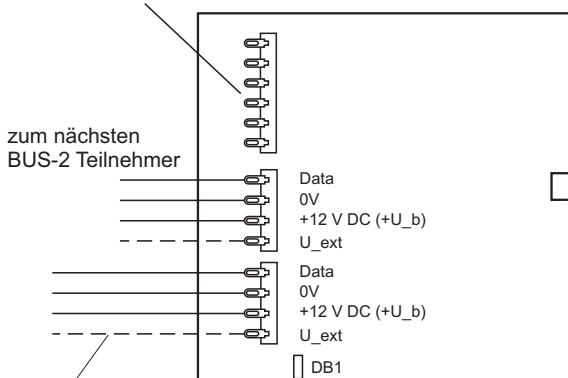 zum nächsten
BUS-2 Teilnehmer
Data
0V
+12 V DC (+U_b)
U_ext
Data
0V
+12 V DC (+U_b)
U_ext
DB1